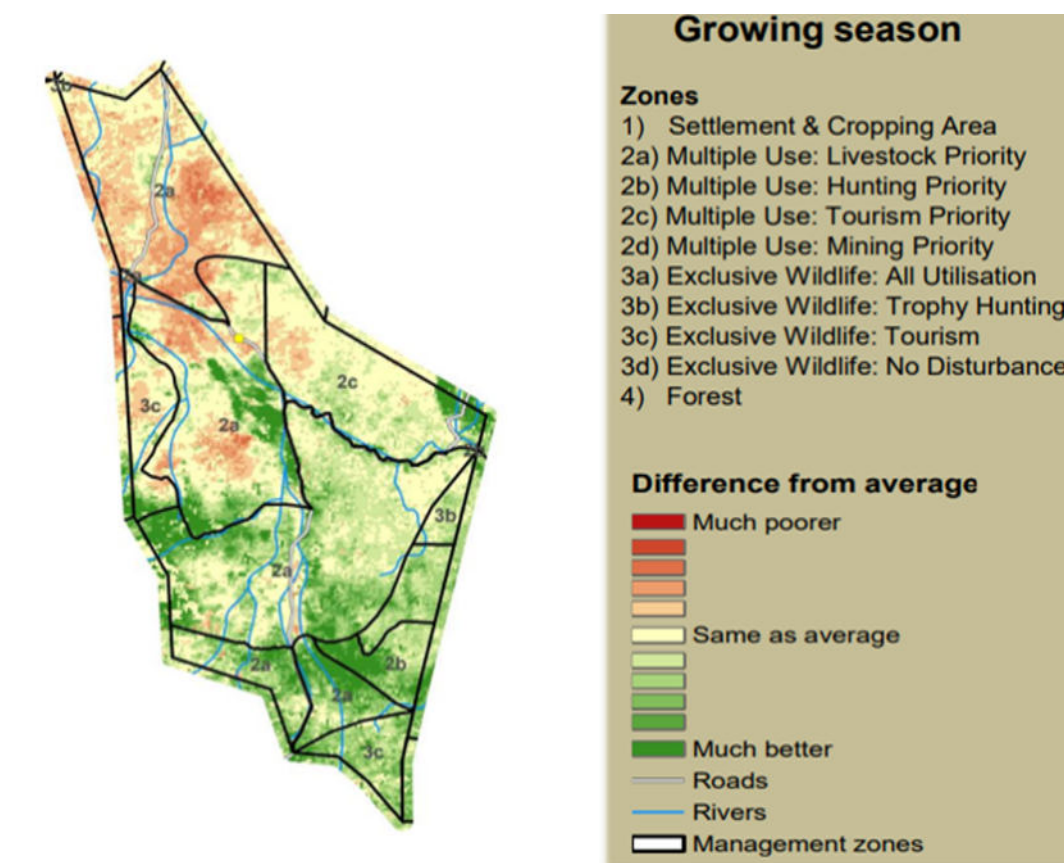 Growing season
Zones
1) Settlement & Cropping Area
2a) Multiple Use: Livestock Priority
2b) Multiple Use: Hunting Priority
2c) Multiple Use: Tourism Priority
2d) Multiple Use: Mining Priority
3a) Exclusive Wildlife: All Utilisation
3b) Exclusive Wildlife: Trophy Hunting
3c) Exclusive Wildlife: Tourism
3d) Exclusive Wildlife: No Disturbance
4) Forest
Difference from average
Much poorer
Same as average
Much better
Roads
Rivers
Management zones
3b
2a
2c
3c
2a
3b
2a
2a
2b
2a
3c